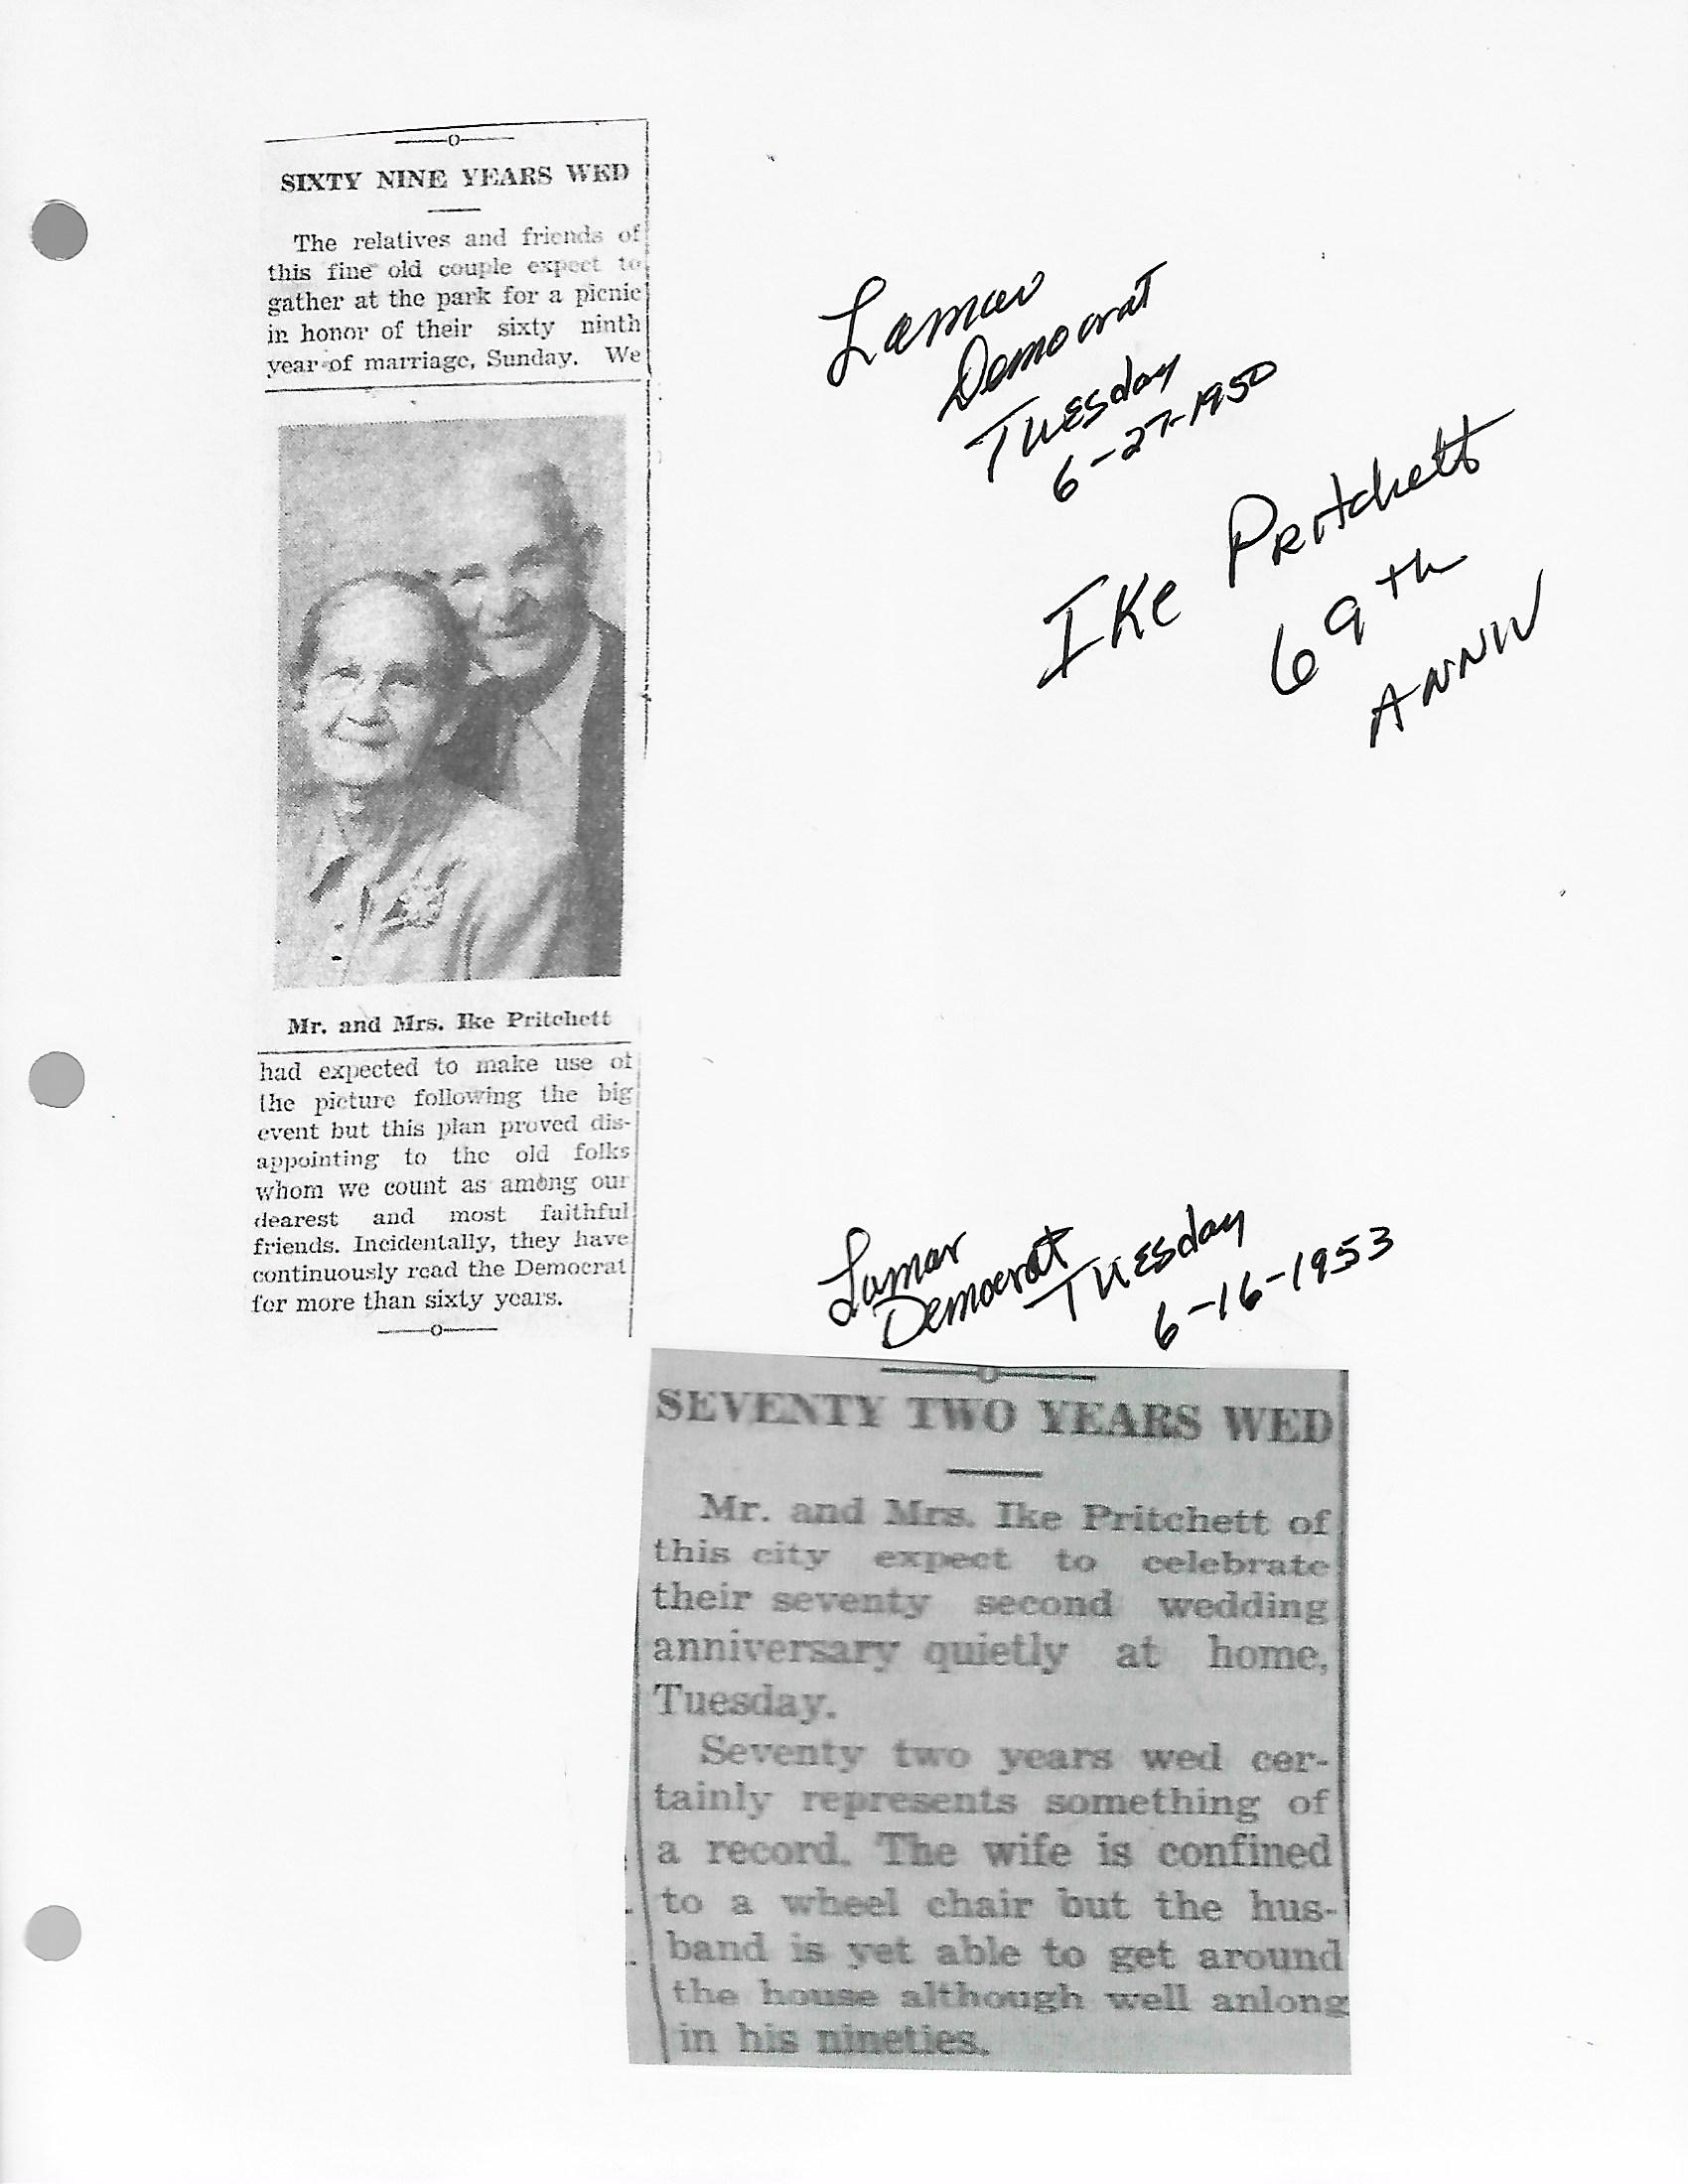 SIXTY NINE YEARS WED
The relatives and friends of
this fine old couple expect to
gather at the park for a picnic
in honor of their sixty ninth
year of marriage, Sunday. We
Mr. and Mrs. Ike Pritchett
had expected to make use of
the picture following the big
event but this plan proved dis-
appointing to the old folks
whom we count as among our
dearest and most faithful
friends. Incidentally, they have
continuously read the Democrat
for more than sixty years.
Lamar
Democrat
Tuesday
6-27-1950
Ike Pritchett
69th
ANNIV
Lamar
Democrat Tuesday
6-16-1953
SEVENTY TWO YEARS WED
Mr. and Mrs. Ike Pritchett of
this city expect to celebrate
their seventy second wedding
anniversary quietly at home,
Tuesday.
Seventy two years wed cer-
tainly represents something of
a record. The wife is confined
to a wheel chair but the hus-
band is yet able to get around
the house although well anlong
in his nineties.